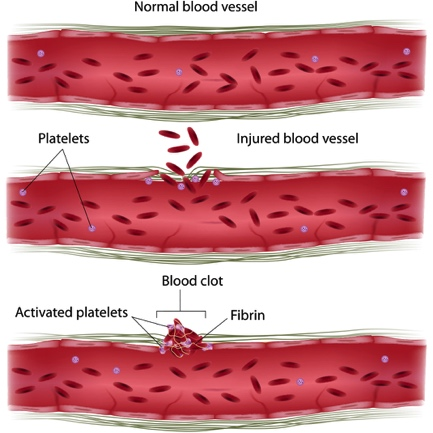 Normal blood vessel
Platelets
Injured blood vessel
Blood clot
Activated platelets
Fibrin